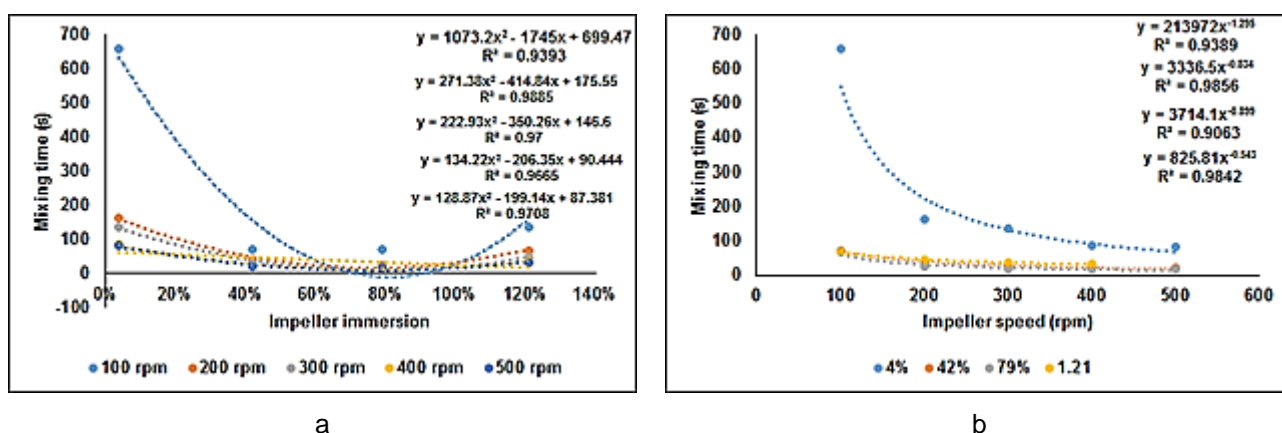 700
600
500
400
300
200
100
0
-100
Mixing time (s)
y = 1073.2x² - 1745x + 699.47
R² = 0.9393
y = 271.38x² - 414.84x + 175.55
R² = 0.9885
y = 222.93x² - 350.26x + 146.6
R² = 0.97
y = 134.22x² - 206.35x + 90.444
R² = 0.9665
y = 128.87x² - 199.14x + 87.381
R² = 0.9708
0% 20% 40% 60% 80% 100% 120% 140%
Impeller immersion
100 rpm 200 rpm 300 rpm 400 rpm 500 rpm
a
700
600
500
400
300
200
100
0
Mixing time (s)
R² = 0.9389
R² = 0.9856
R² = 0.9063
y = 825.81x⁻⁰·⁵⁴³
R² = 0.9842
0 100 200 300 400 500 600
Impeller speed (rpm)
4% 42% 79% 1.21
b